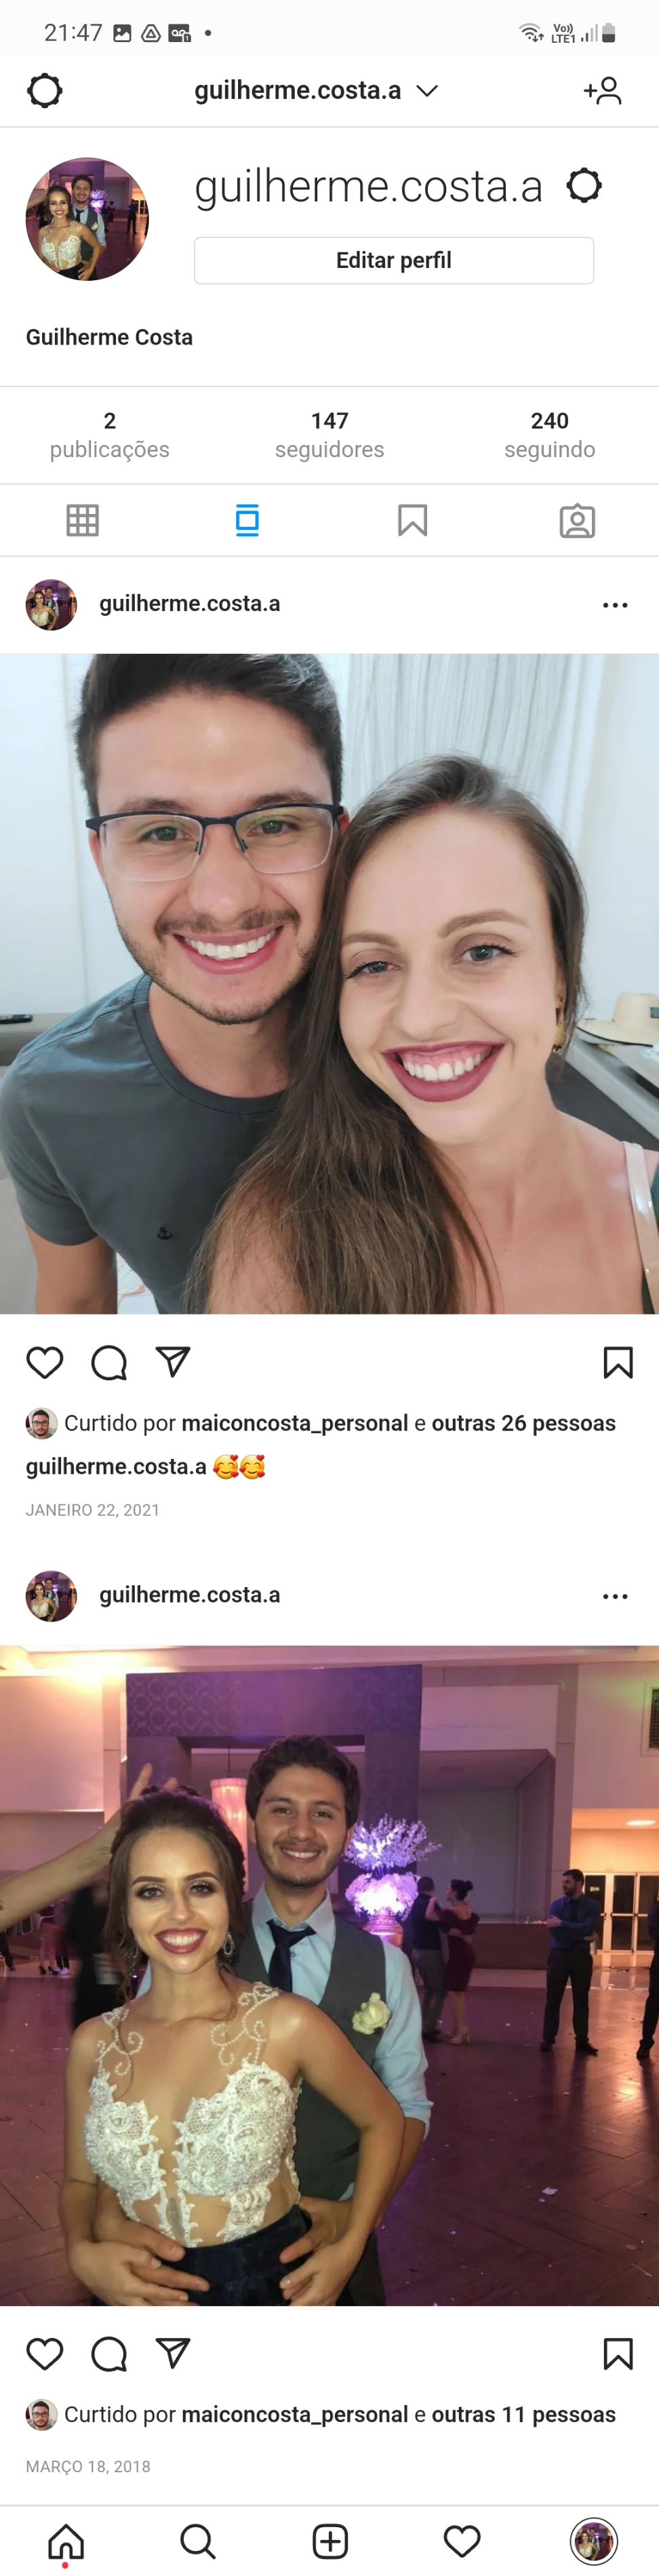 21:47
Vo))
LTE1
guilherme.costa.a
guilherme.costa.a
Editar perfil
Guilherme Costa
2 147 240
publicações seguidores seguindo
guilherme.costa.a
Curtido por maiconcosta_personal e outras 26 pessoas
guilherme.costa.a 🥰🥰
JANEIRO 22, 2021
guilherme.costa.a
Curtido por maiconcosta_personal e outras 11 pessoas
MARÇO 18, 2018